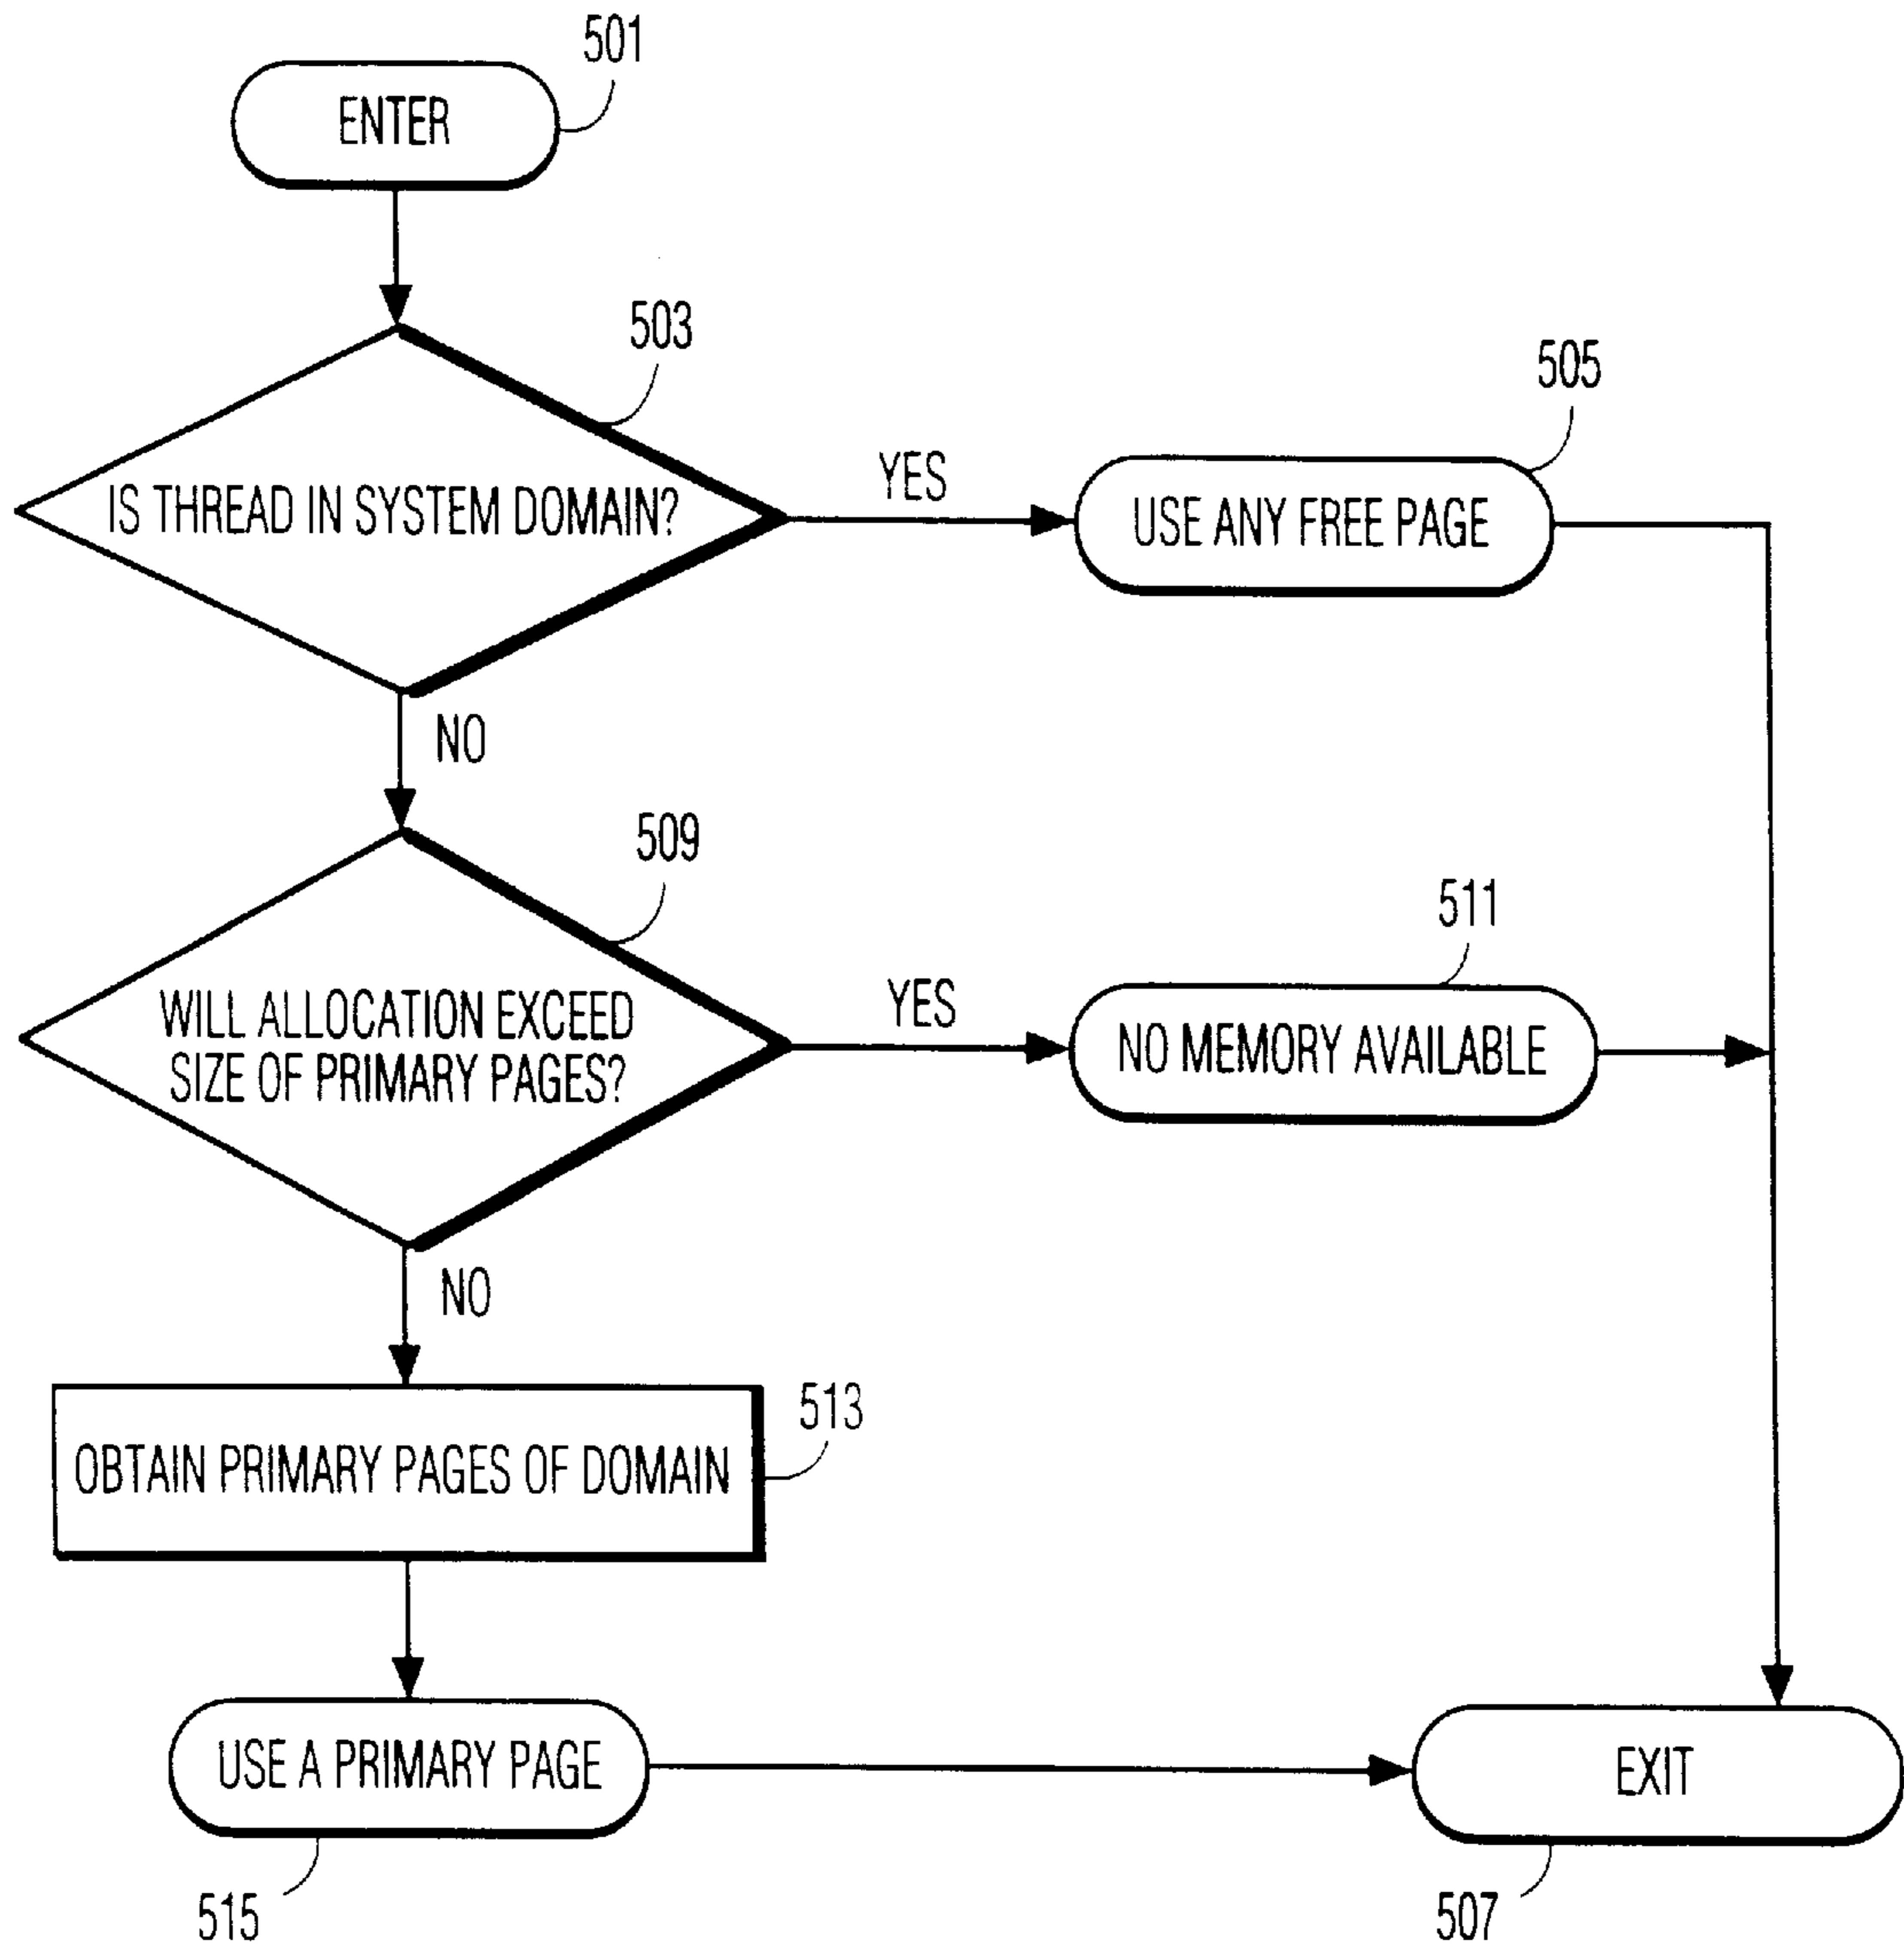 501
ENTER
503
IS THREAD IN SYSTEM DOMAIN?
YES
505
USE ANY FREE PAGE
NO
509
WILL ALLOCATION EXCEED
SIZE OF PRIMARY PAGES?
YES
511
NO MEMORY AVAILABLE
NO
513
OBTAIN PRIMARY PAGES OF DOMAIN
USE A PRIMARY PAGE
515
EXIT
507